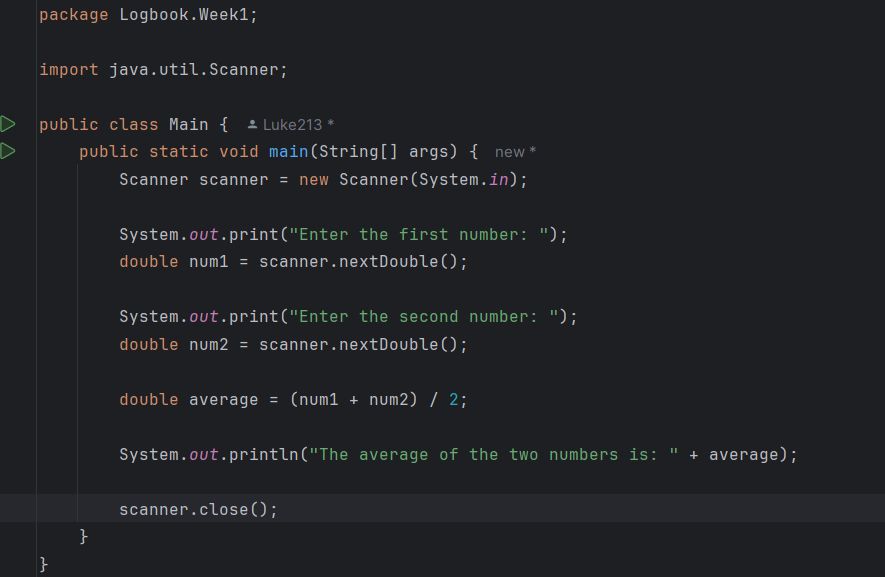 package Logbook.Week1;
import java.util.Scanner;
public class Main { Luke213 *
public static void main(String[] args) { new *
Scanner scanner = new Scanner(System.in);
System.out.print("Enter the first number: ");
double num1 = scanner.nextDouble();
System.out.print("Enter the second number: ");
double num2 = scanner.nextDouble();
double average = (num1 + num2) / 2;
System.out.println("The average of the two numbers is: " + average);
scanner.close();
}
}